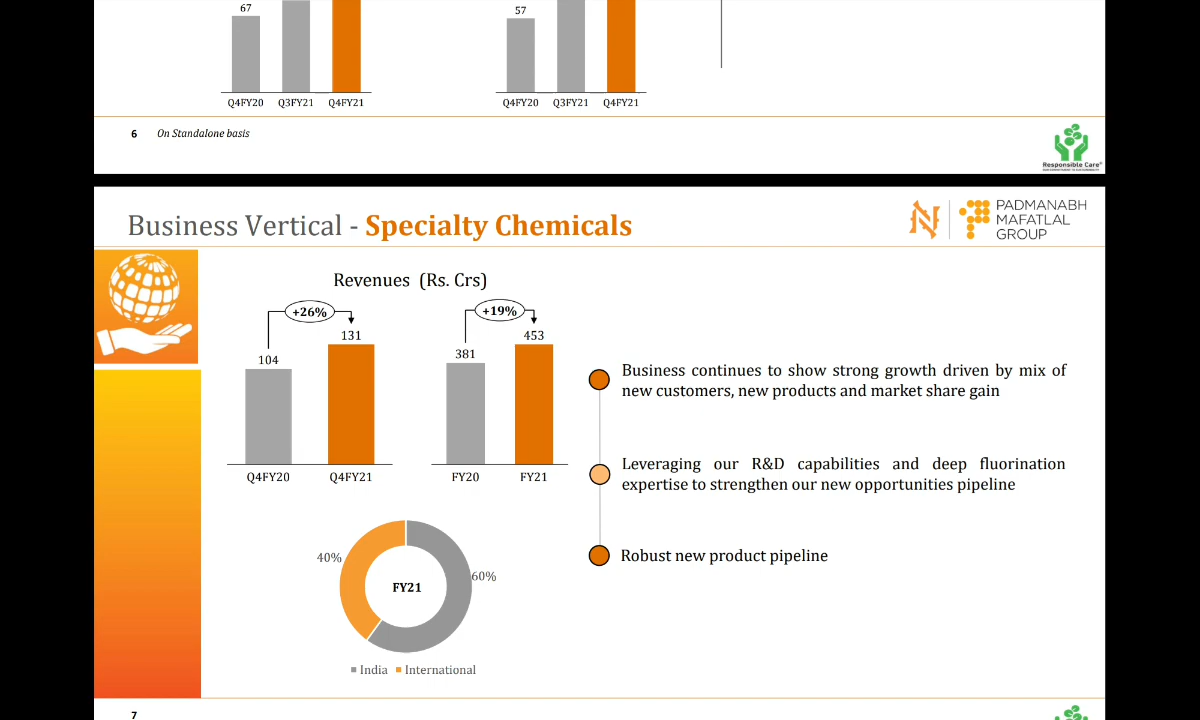 67
57
Q4FY20 Q3FY21 Q4FY21
Q4FY20 Q3FY21 Q4FY21
6 On Standalone basis
Responsible Care®
Business Vertical - Specialty Chemicals
PADMANABH
MAFATLAL
GROUP
Revenues (Rs. Crs)
+26%
104
131
Q4FY20 Q4FY21
+19%
381
453
FY20 FY21
40%
60%
FY21
India International
Business continues to show strong growth driven by mix of
new customers, new products and market share gain
Leveraging our R&D capabilities and deep fluorination
expertise to strengthen our new opportunities pipeline
Robust new product pipeline
7